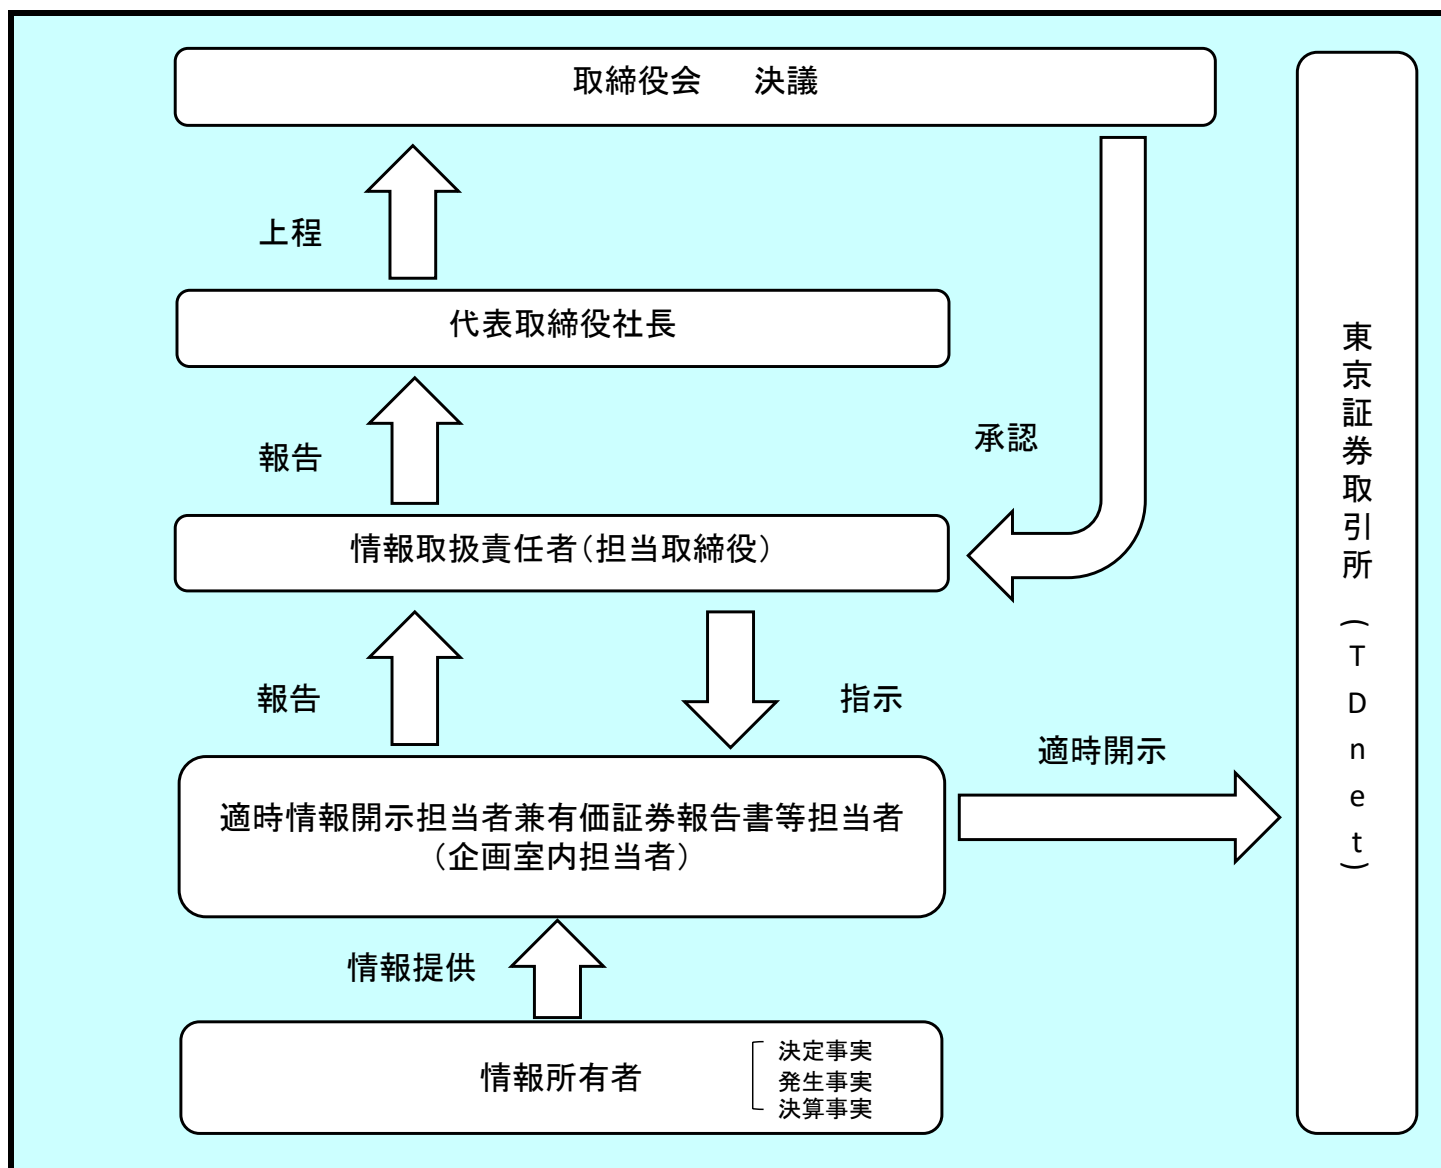 取締役会　決議
上程
代表取締役社長
報告
承認
情報取扱責任者（担当取締役）
報告
指示
適時開示
適時情報開示担当者兼有価証券報告書等担当者
（企画室内担当者）
情報提供
情報所有者
決定事実
発生事実
決算事実
東京証券取引所（TDnet）